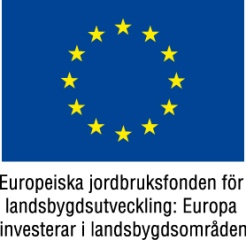 Europeiska jordbruksfonden för
landsbygdsutveckling: Europa
investerar i landsbygdsområden